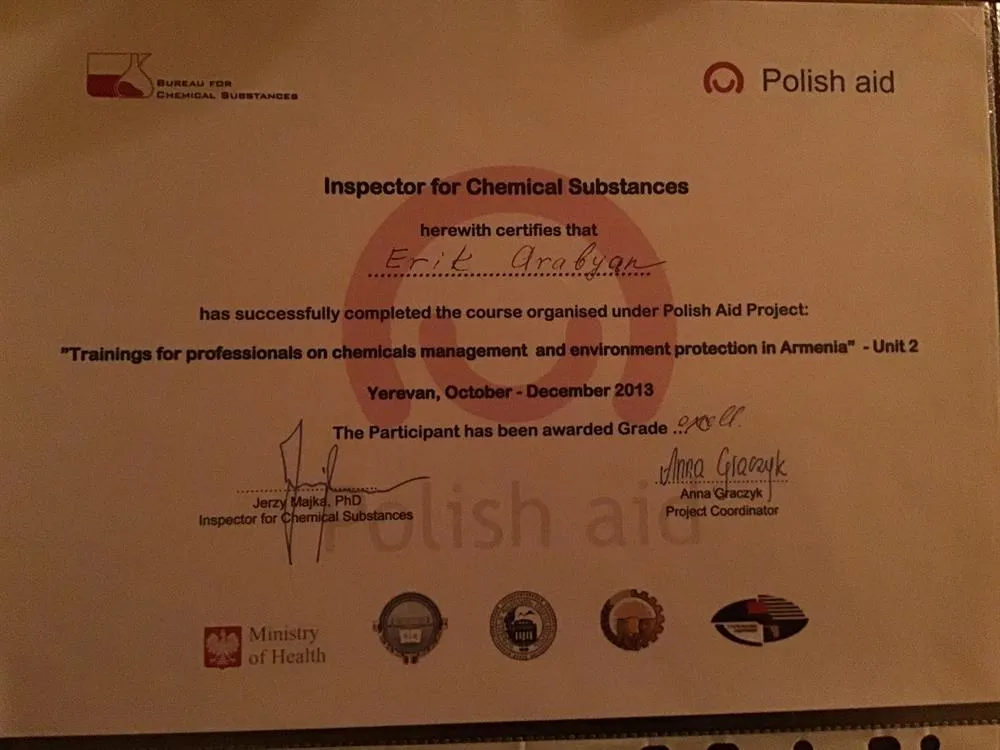 BUREAU FOR
CHEMICAL SUBSTANCES
Polish aid
Inspector for Chemical Substances
herewith certifies that
Erik Arabyan
has successfully completed the course organised under Polish Aid Project:
"Trainings for professionals on chemicals management and environment protection in Armenia" - Unit 2
Yerevan, October - December 2013
The Participant has been awarded Grade ...excell.
Anna Graczyk
Jerzy Majka, PhD
Inspector for Chemical Substances
Anna Graczyk
Project Coordinator
Polish aid
Ministry
of Health